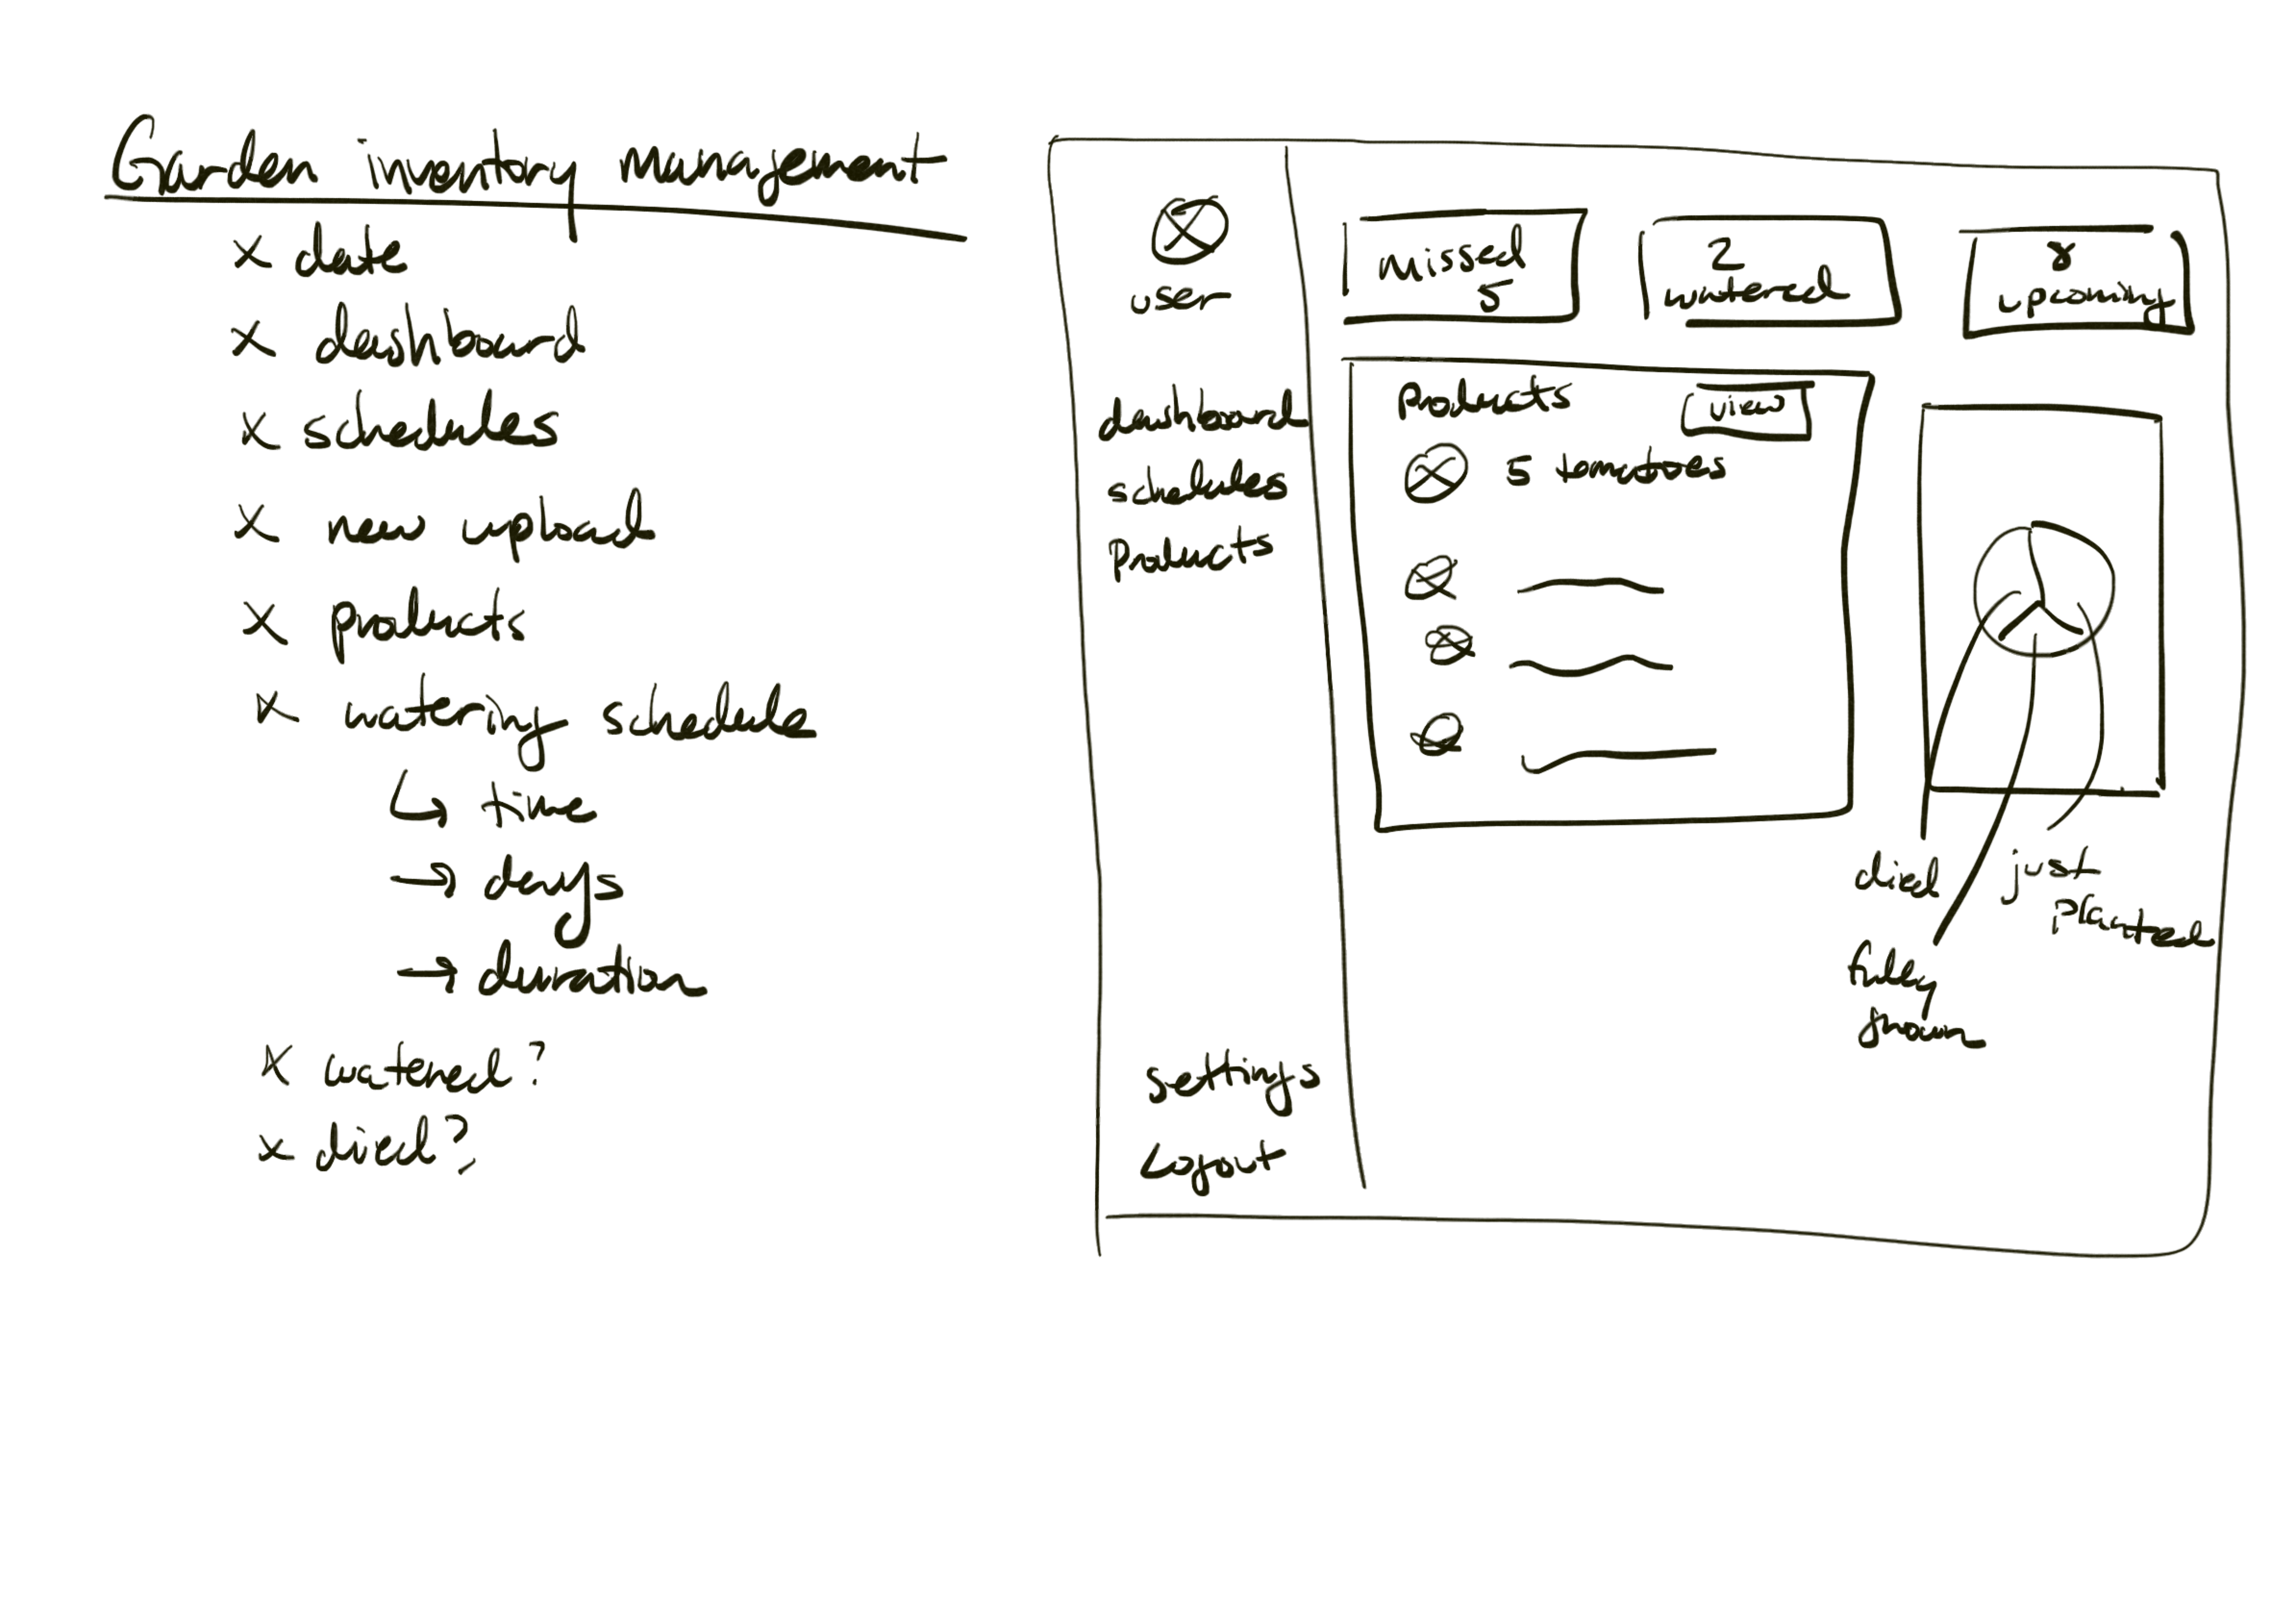 Garden inventory management
x date
x dashboard
x schedules
x new upload
x products
x watering schedule
↳ time
→ days
→ duration
x watered?
x died?
user
dashboard
schedules
Products
settings
Logout
missed
5
2
watered
8
upcoming
Products
view
5 tomatoes
died
just
planted
fully
grown